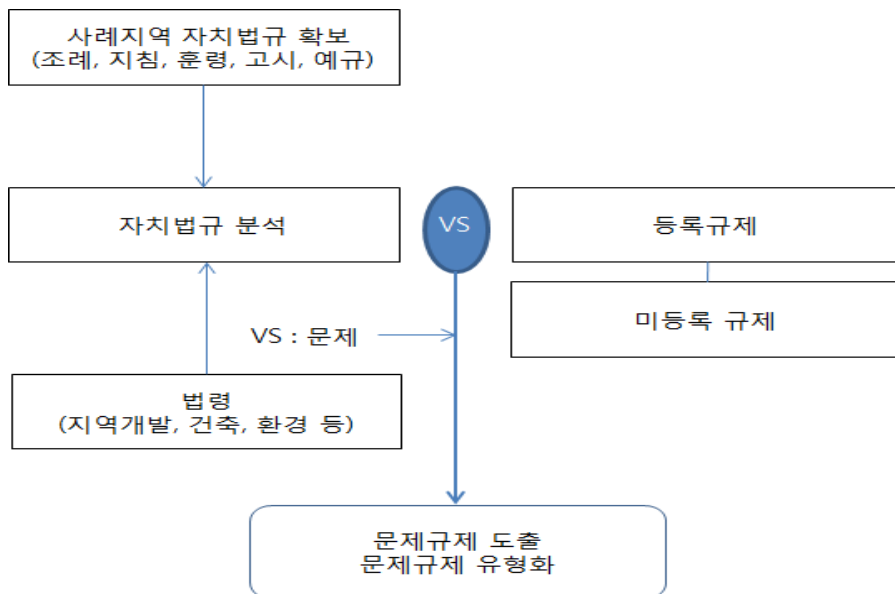 사례지역 자치법규 확보
(조례, 지침, 훈령, 고시, 예규)
자치법규 분석
VS
등록규제
미등록 규제
VS : 문제
법령
(지역개발, 건축, 환경 등)
문제규제 도출
문제규제 유형화